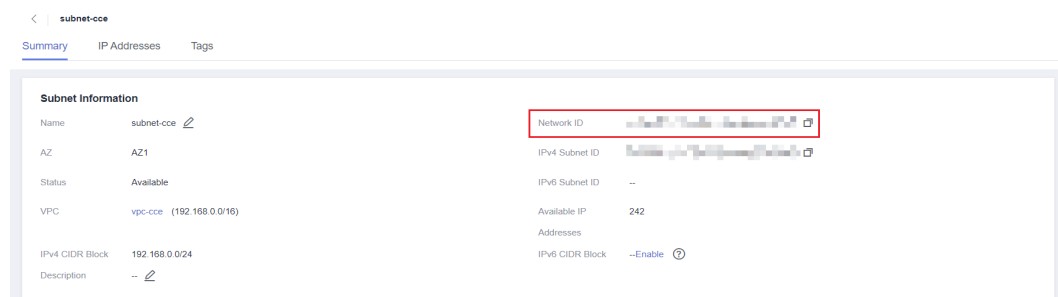 subnet-cce
Summary IP Addresses Tags
Subnet Information
Name subnet-cce Network ID
AZ AZ1 IPv4 Subnet ID
Status Available IPv6 Subnet ID --
VPC vpc-cce (192.168.0.0/16) Available IP Addresses 242
IPv4 CIDR Block 192.168.0.0/24 IPv6 CIDR Block --Enable
Description --